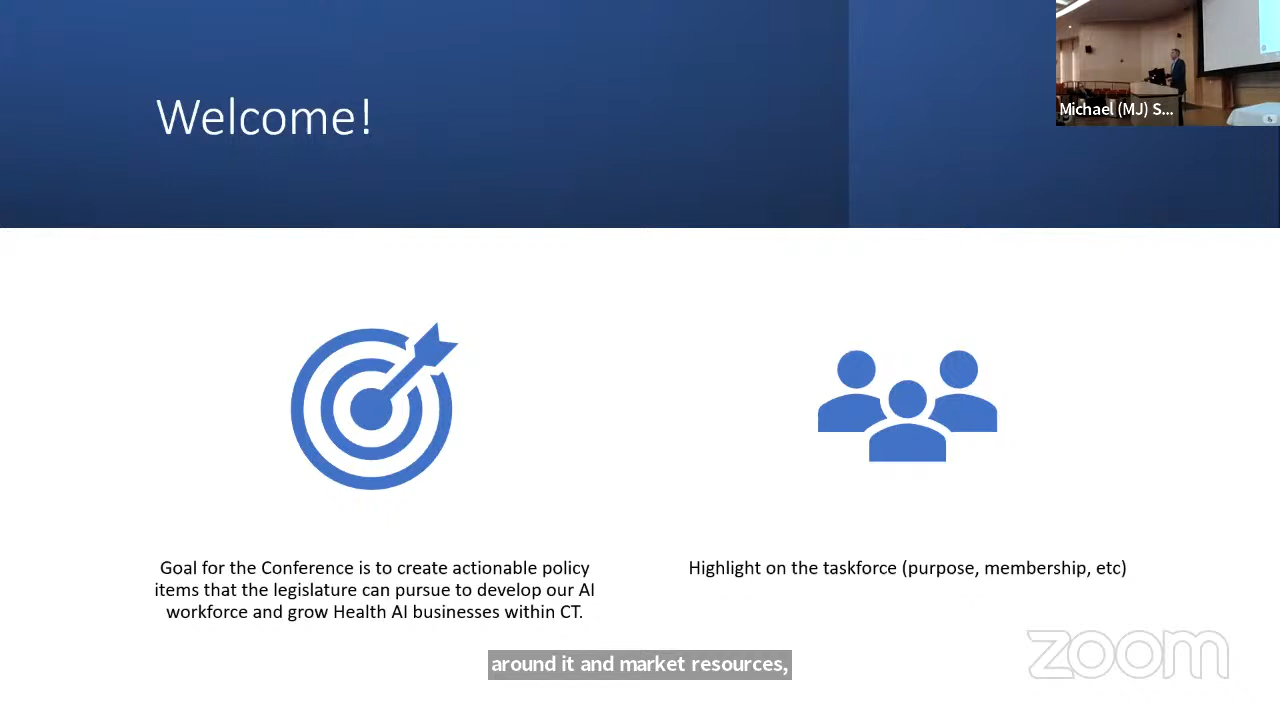 Welcome!
Michael (MJ) S...
Goal for the Conference is to create actionable policy
items that the legislature can pursue to develop our AI
workforce and grow Health AI businesses within CT.
Highlight on the taskforce (purpose, membership, etc)
around it and market resources,
zoom